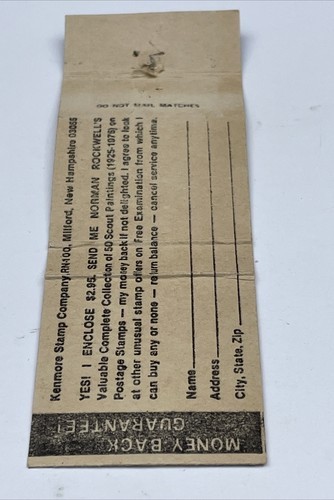 DO NOT MAIL MATCHES
Kenmore Stamp Company,RN100, Milford, New Hampshire 03055
YES! I ENCLOSE $2.95. SEND ME NORMAN ROCKWELL'S
Valuable Complete Collection of 50 Scout Paintings (1925-1976) on
Postage Stamps — my money back if not delighted. I agree to look
at other unusual stamp offers on Free Examination from which I
can buy any or none — return balance — cancel service anytime.
Name
Address
City, State, Zip
MONEY BACK
GUARANTEE!